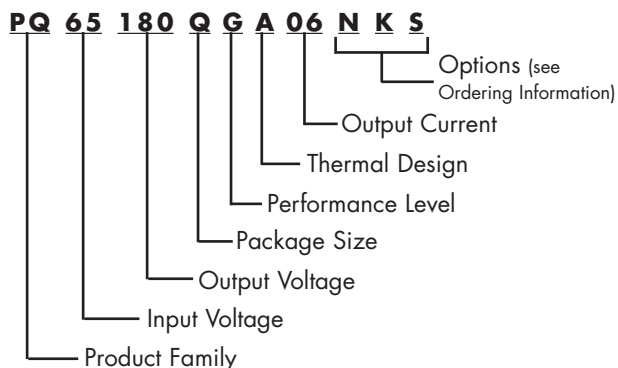 PQ 65 180 Q G A 06 N K S
Options (see
Ordering Information)
Output Current
Thermal Design
Performance Level
Package Size
Output Voltage
Input Voltage
Product Family